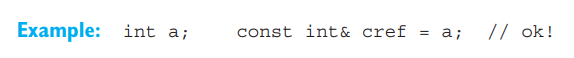 Example: int a; const int& cref = a; // ok!